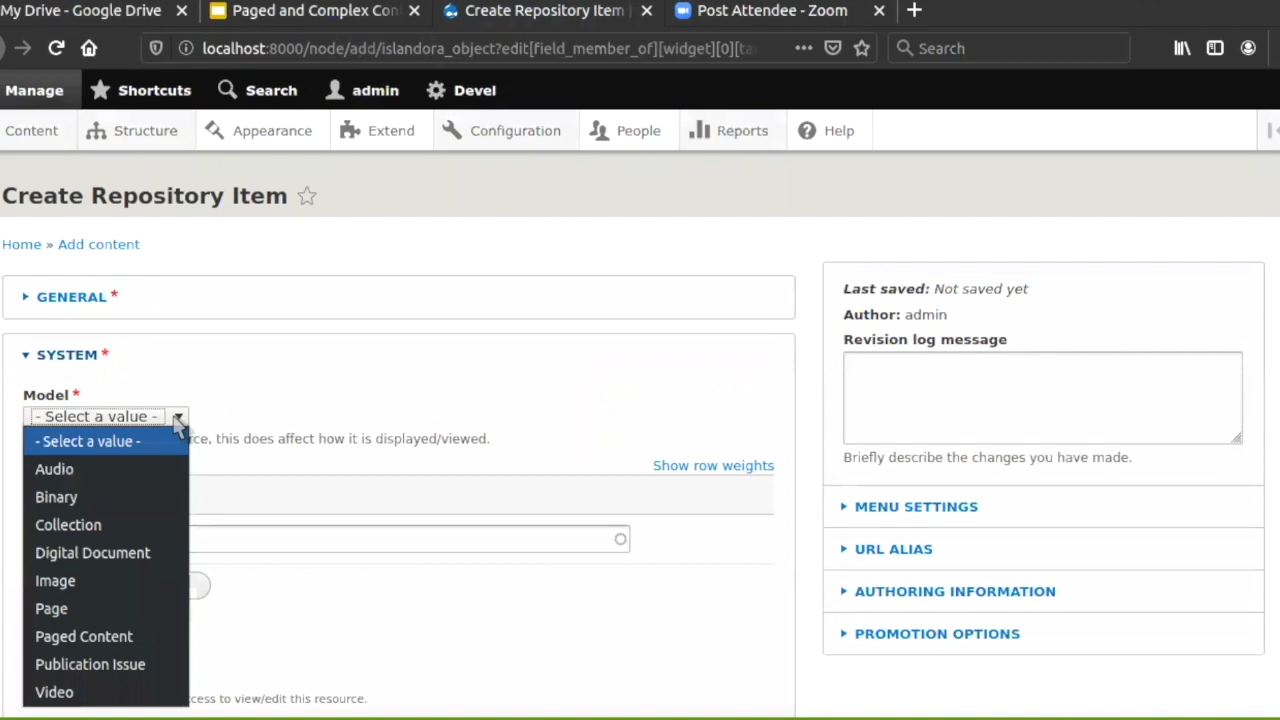 My Drive - Google Drive
Paged and Complex Con
Create Repository Item
Post Attendee - Zoom
localhost:8000/node/add/islandora_object?edit[field_member_of][widget][0][ta
Search
Manage
Shortcuts
Search
admin
Devel
Content
Structure
Appearance
Extend
Configuration
People
Reports
Help
Create Repository Item
Home » Add content
GENERAL *
SYSTEM *
Model *
- Select a value -
- Select a value -
Audio
Binary
Collection
Digital Document
Image
Page
Paged Content
Publication Issue
Video
rce, this does affect how it is displayed/viewed.
Show row weights
cess to view/edit this resource.
Last saved: Not saved yet
Author: admin
Revision log message
Briefly describe the changes you have made.
MENU SETTINGS
URL ALIAS
AUTHORING INFORMATION
PROMOTION OPTIONS